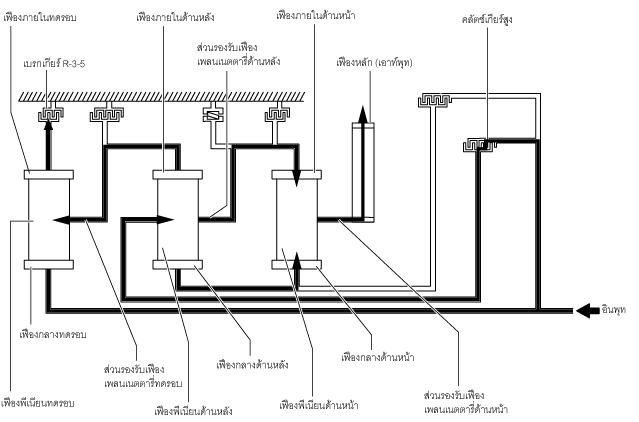 เฟืองภายในทดรอบ
เฟืองภายในด้านหลัง
เฟืองภายในด้านหน้า
คลัตช์เกียร์สูง
ส่วนรองรับเฟือง
เพลนเนตตารี่ด้านหลัง
เบรกเกียร์ R-3-5
เฟืองหลัก (เอาท์พุท)
อินพุท
เฟืองกลางทดรอบ
ส่วนรองรับเฟือง
เพลนเนตตารี่ทดรอบ
เฟืองกลางด้านหลัง
เฟืองกลางด้านหน้า
เฟืองพีเนียนทดรอบ
เฟืองพีเนียนด้านหลัง
เฟืองพีเนียนด้านหน้า
ส่วนรองรับเฟือง
เพลนเนตตารี่ด้านหน้า